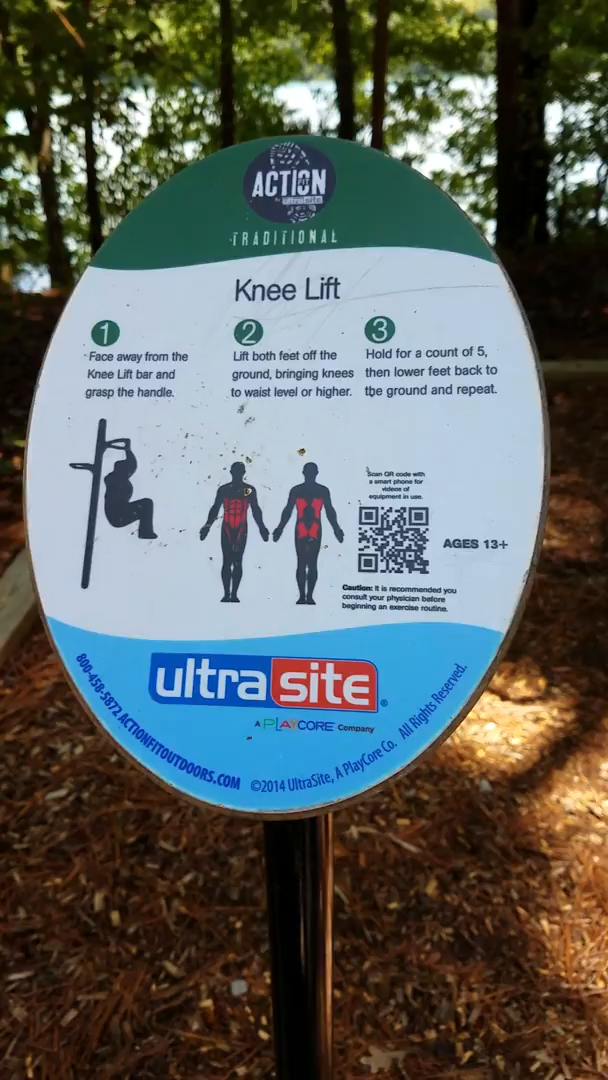 ACTION
FIT
by UltraSite
TRADITIONAL
Knee Lift
1
Face away from the
Knee Lift bar and
grasp the handle.
2
Lift both feet off the
ground, bringing knees
to waist level or higher.
3
Hold for a count of 5,
then lower feet back to
the ground and repeat.
Scan QR code with
a smart phone for
videos of
equipment in use.
AGES 13+
Caution: It is recommended you
consult your physician before
beginning an exercise routine.
ultra site®
A PLAYCORE Company
800-458-5872 ACTIONFITOUTDOORS.COM ©2014 UltraSite, A PlayCore Co. All Rights Reserved.